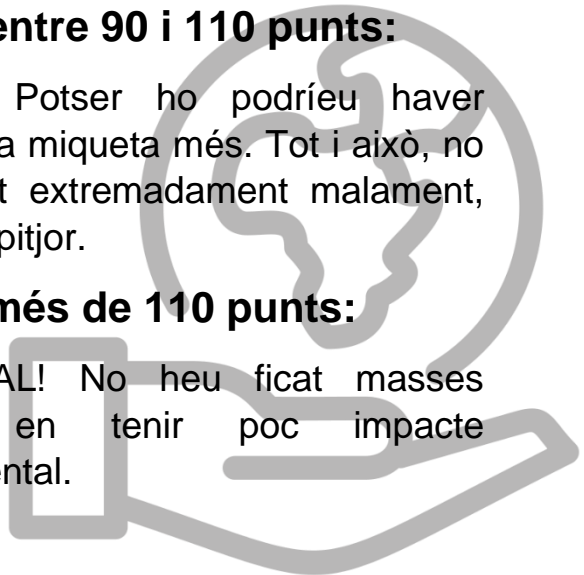 entre 90 i 110 punts:
Potser ho podríeu haver
a miqueta més. Tot i això, no
t extremadament malament,
pitjor.
més de 110 punts:
AL! No heu ficat masses
en tenir poc impacte
ental.